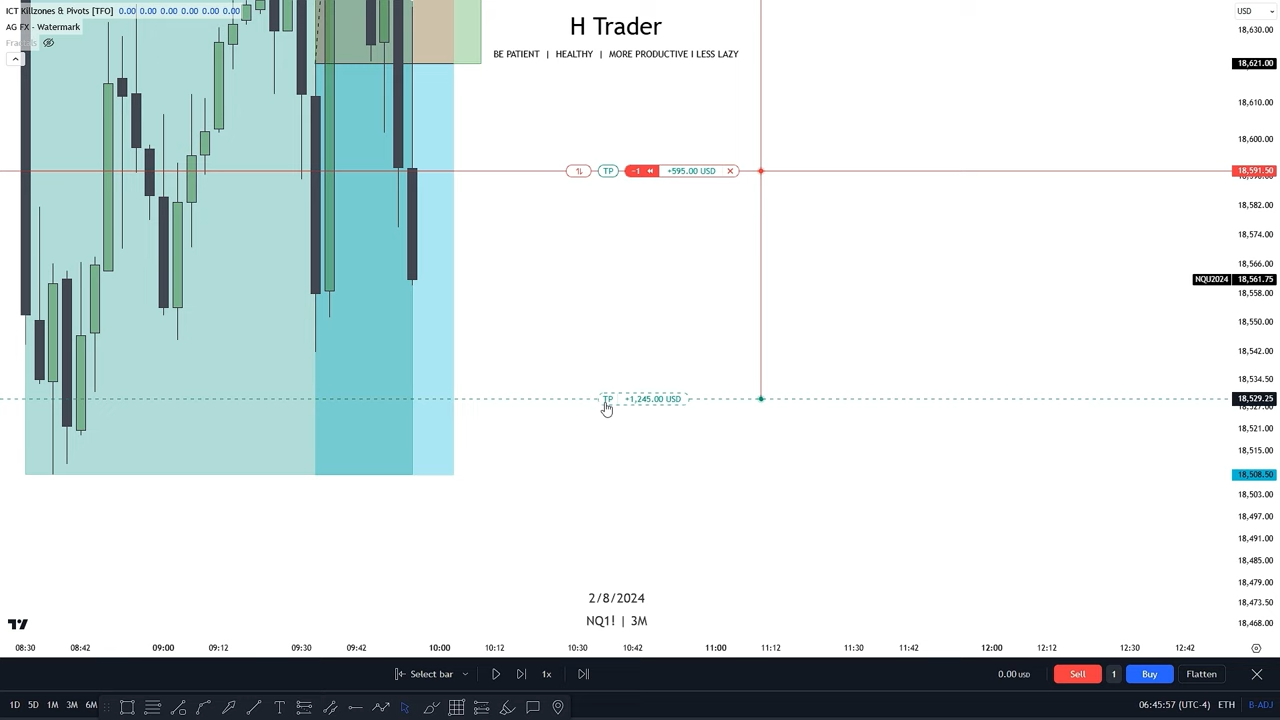 ICT Killzones & Pivots [TFO] 0.00 0.00 0.00 0.00 0.00 0.00
AG FX - Watermark
Fractals
H Trader
BE PATIENT | HEALTHY | MORE PRODUCTIVE I LESS LAZY
USD
18,630.00
18,621.00
18,610.00
18,600.00
TP -1 +595.00 USD
18,591.50
18,582.00
18,574.00
18,566.00
NQU2024 18,561.75
18,558.00
18,550.00
18,542.00
18,534.50
TP +1,245.00 USD
18,529.25
18,527.00
18,521.00
18,515.00
18,508.50
18,503.00
18,497.00
18,491.00
18,485.00
18,479.00
18,473.50
18,468.00
2/8/2024
NQ1! | 3M
08:30 08:42 09:00 09:12 09:30 09:42 10:00 10:12 10:30 10:42 11:00 11:12 11:30 11:42 12:00 12:12 12:30 12:42
Select bar 1x 0.00 USD Sell 1 Buy Flatten
1D 5D 1M 3M 6M 06:45:57 (UTC-4) ETH B-ADJ